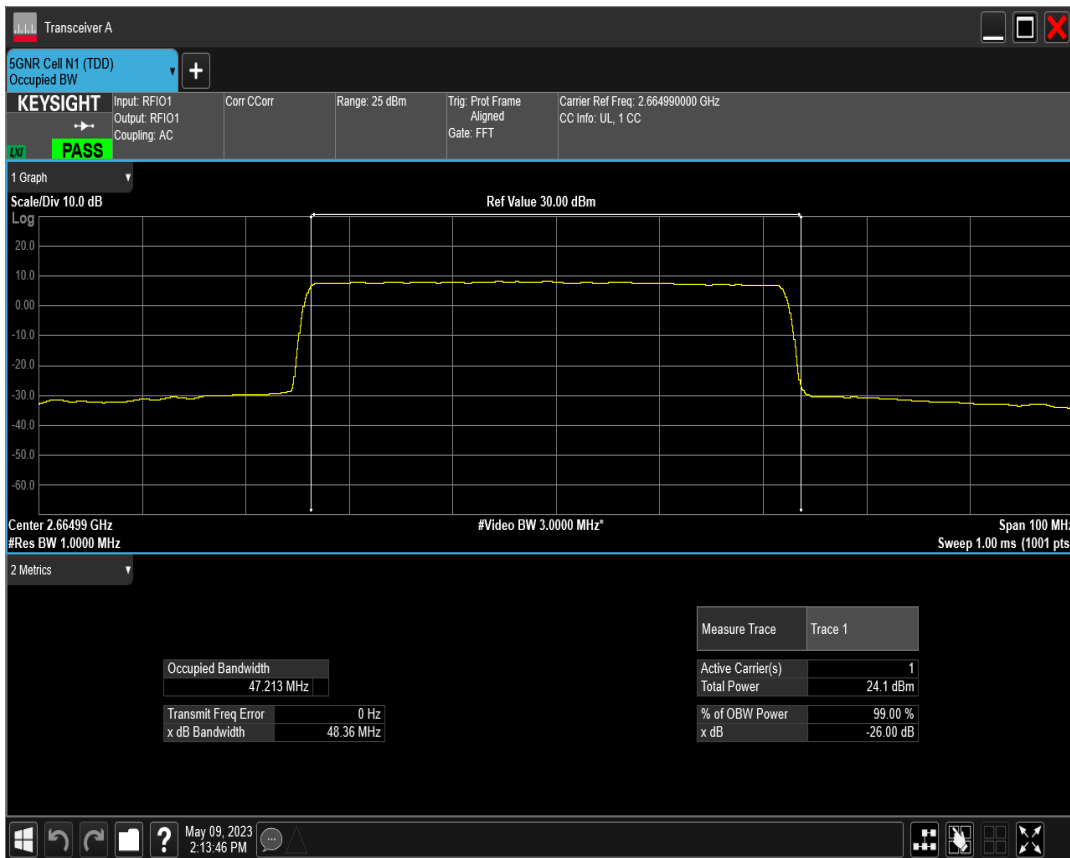 Transceiver A
5GNR Cell N1 (TDD)
Occupied BW
KEYSIGHT
LXI
PASS
Input: RFIO1
Output: RFIO1
Coupling: AC
Corr CCorr
Range: 25 dBm
Trig: Prot Frame
Aligned
Gate: FFT
Carrier Ref Freq: 2.664990000 GHz
CC Info: UL, 1 CC
1 Graph
Scale/Div 10.0 dB
Ref Value 30.00 dBm
Log
20.0
10.0
0.00
-10.0
-20.0
-30.0
-40.0
-50.0
-60.0
Center 2.66499 GHz
#Video BW 3.0000 MHz*
Span 100 MHz
#Res BW 1.0000 MHz
Sweep 1.00 ms (1001 pts
2 Metrics
Measure Trace Trace 1
Occupied Bandwidth
47.213 MHz
Active Carrier(s) 1
Total Power 24.1 dBm
Transmit Freq Error 0 Hz
x dB Bandwidth 48.36 MHz
% of OBW Power 99.00 %
x dB -26.00 dB
?
May 09, 2023
2:13:46 PM